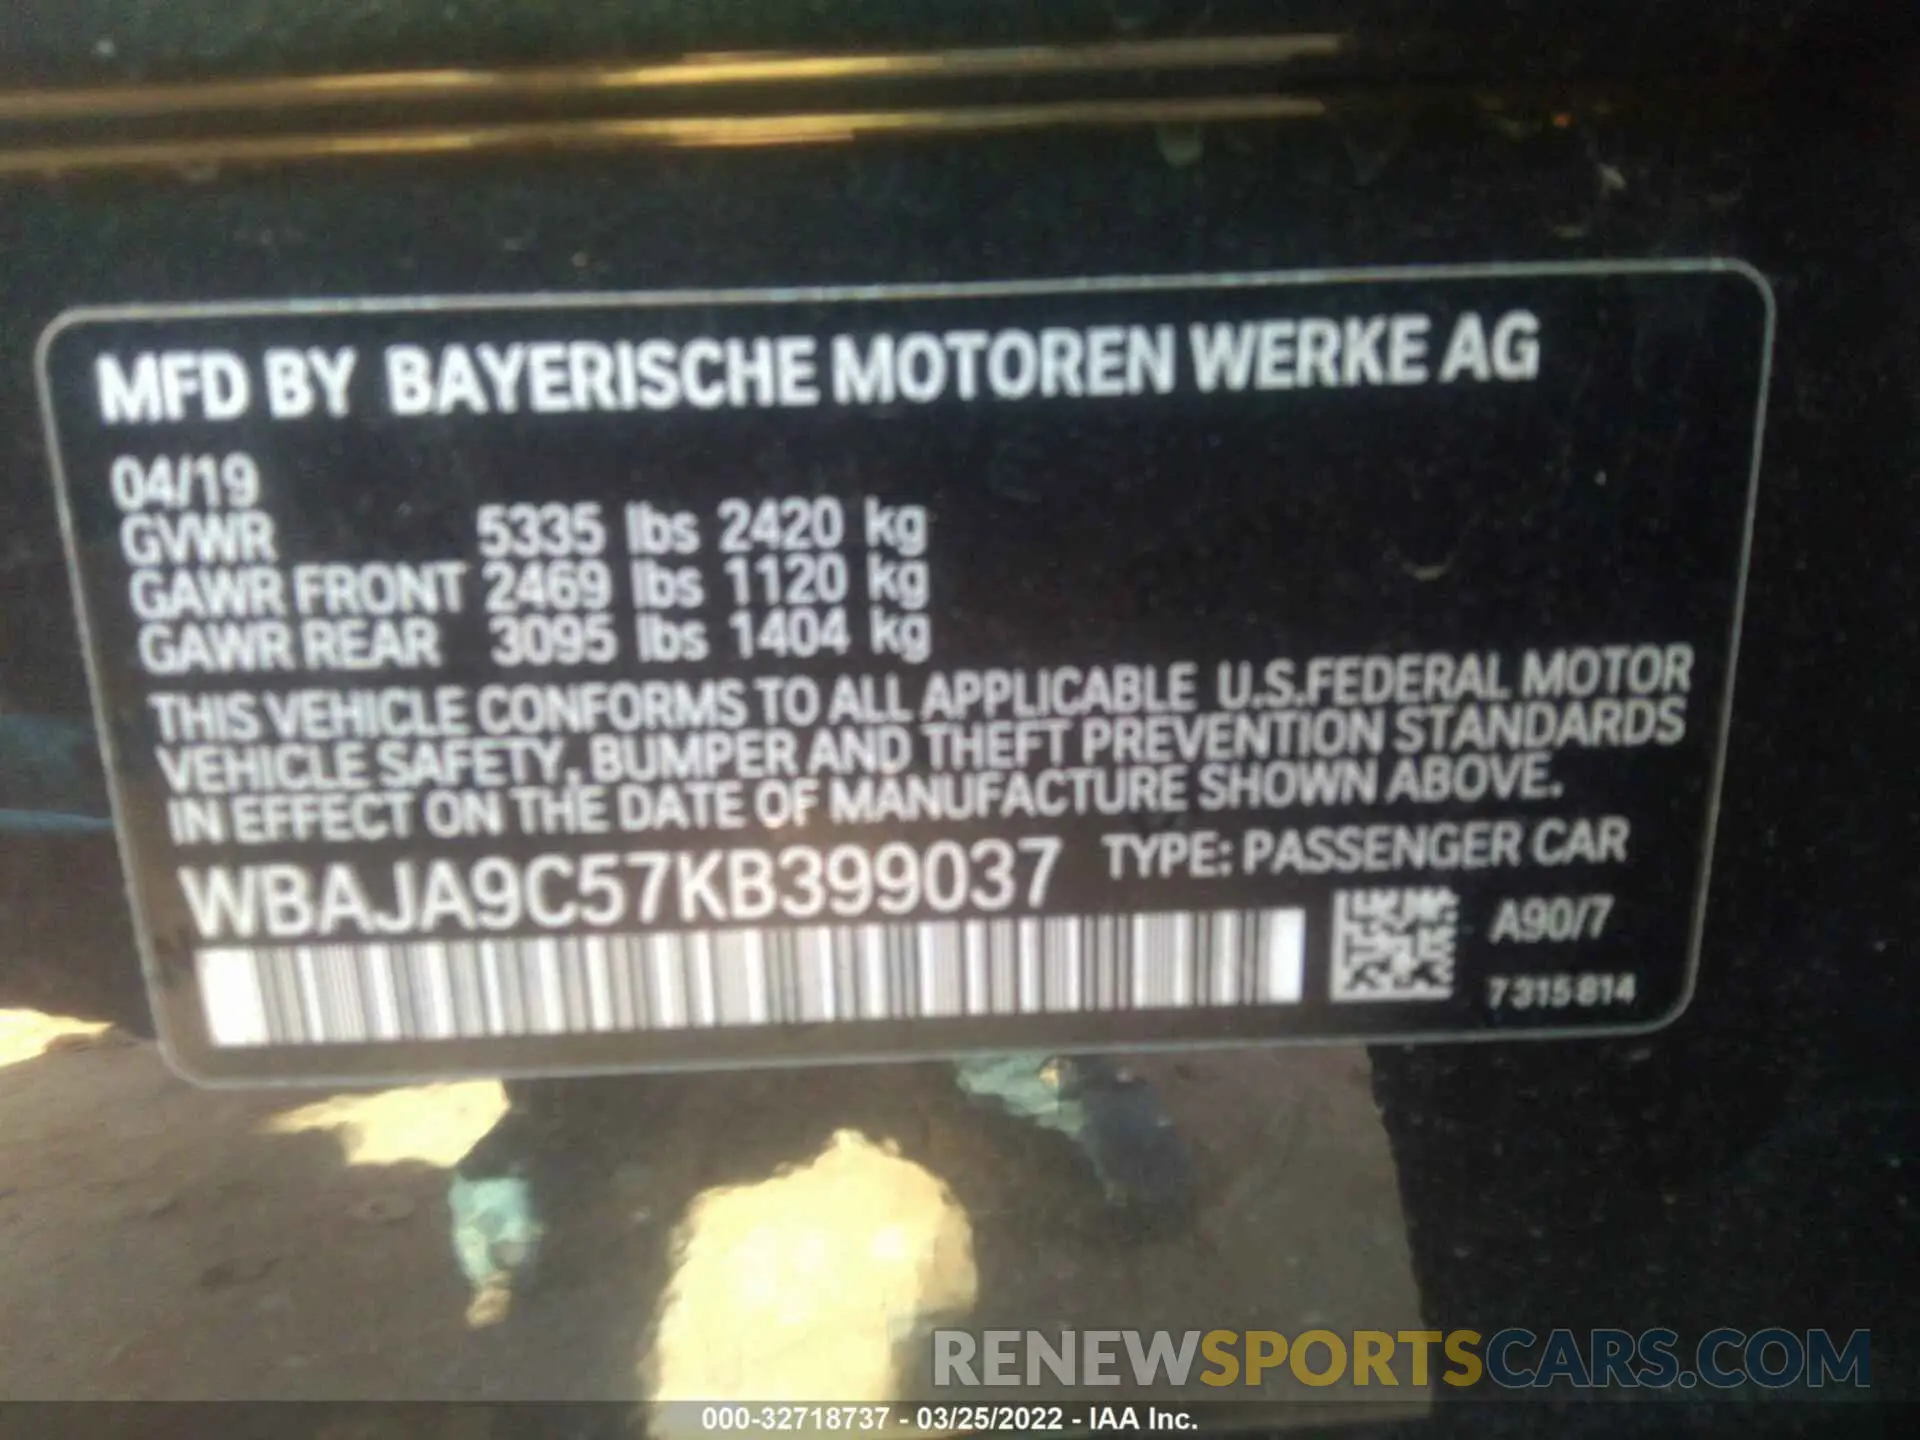 MFD BY BAYERISCHE MOTOREN WERKE AG
04/19
GVWR 5335 lbs 2420 kg
GAWR FRONT 2469 lbs 1120 kg
GAWR REAR 3095 lbs 1404 kg
THIS VEHICLE CONFORMS TO ALL APPLICABLE U.S.FEDERAL MOTOR
VEHICLE SAFETY, BUMPER AND THEFT PREVENTION STANDARDS
IN EFFECT ON THE DATE OF MANUFACTURE SHOWN ABOVE.
WBAJA9C57KB399037 TYPE: PASSENGER CAR
A90/7
7 315 814
RENEWSPORTSCARS.COM
000-32718737 - 03/25/2022 - IAA Inc.